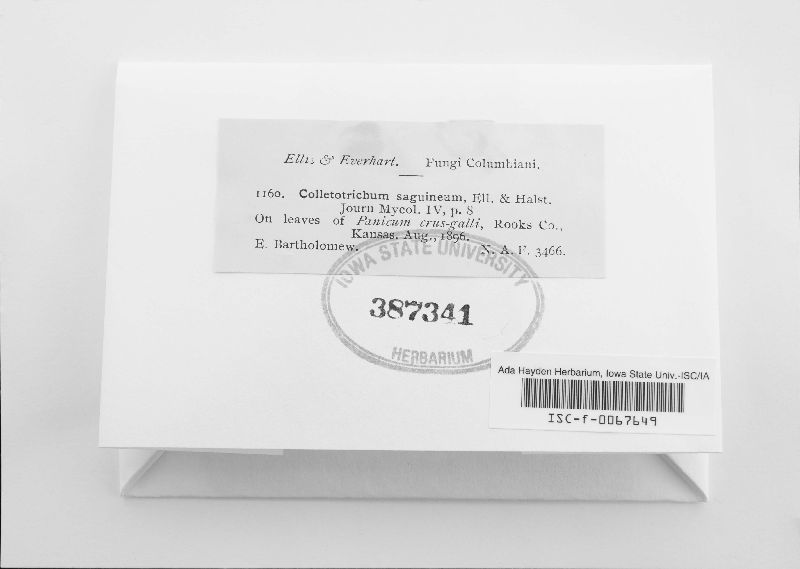 Ellis & Everhart. Fungi Columbiani.
1160. Colletotrichum saguineum, Ell. & Halst.
Journ Mycol. IV, p. 8
On leaves of Panicum crus-galli, Rooks Co.,
Kansas. Aug., 1896.
E. Bartholomew. N. A. F. 3466.
IOWA STATE UNIVERSITY
387341
HERBARIUM
Ada Hayden Herbarium, Iowa State Univ.-ISC/IA
ISC-f-0067649